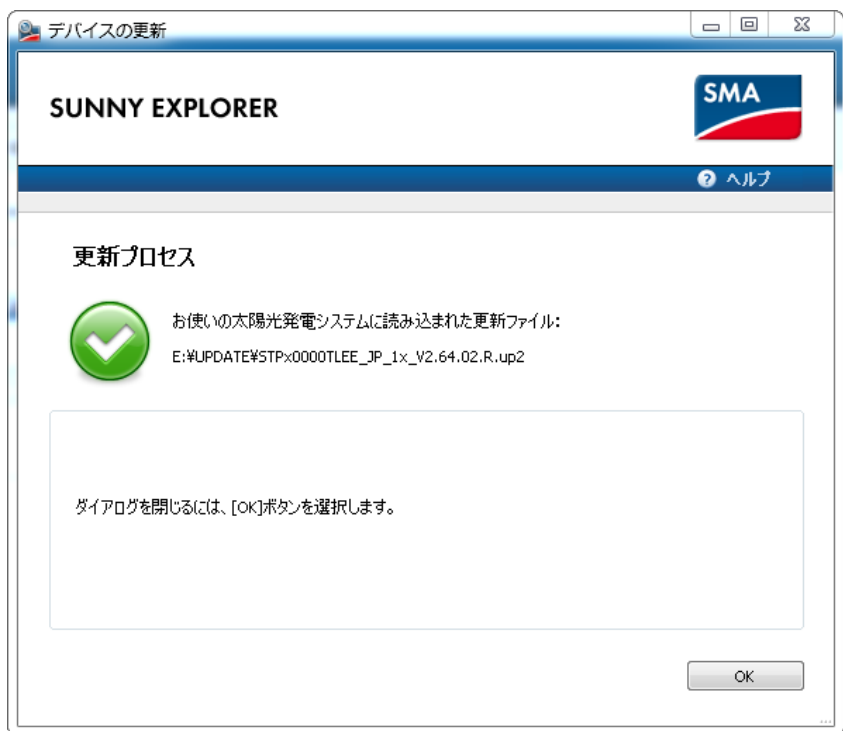 デバイスの更新
SUNNY EXPLORER
SMA
? ヘルプ
更新プロセス
お使いの太陽光発電システムに読み込まれた更新ファイル:
E:¥UPDATE¥STPx0000TLEE_JP_1x_V2.64.02.R.up2
ダイアログを閉じるには、[OK]ボタンを選択します。
OK